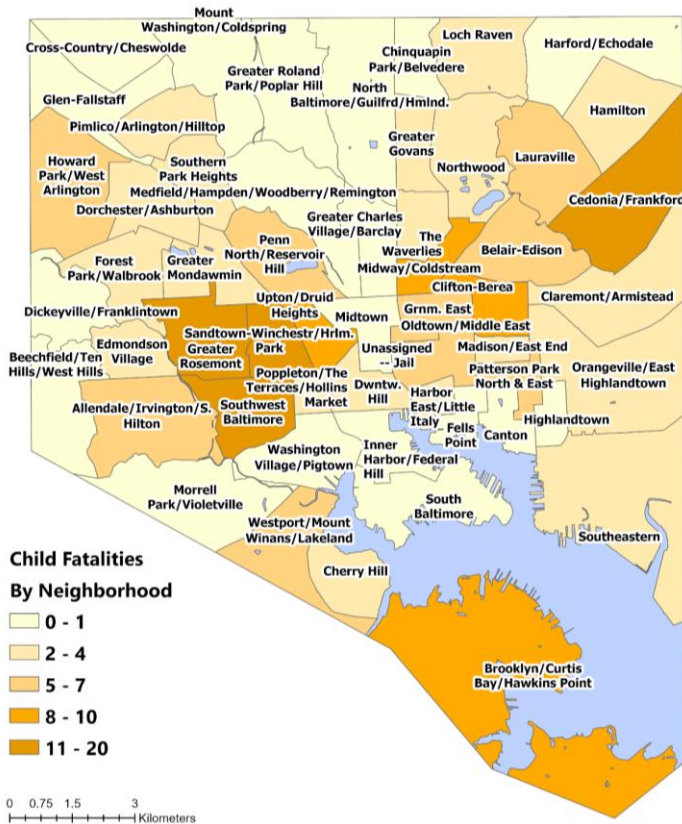 Mount
Washington/Coldspring
Cross-Country/Cheswolde
Loch Raven
Harford/Echodale
Chinquapin
Park/Belvedere
Greater Roland
Park/Poplar Hill
North
Baltimore/Guilfrd/Hmlnd.
Glen-Fallstaff
Pimlico/Arlington/Hilltop
Hamilton
Greater
Govans
Lauraville
Howard
Park/West
Arlington
Southern
Park Heights
Northwood
Medfield/Hampden/Woodberry/Remington
Cedonia/Frankford
Dorchester/Ashburton
Greater Charles
Village/Barclay
The
Waverlies
Penn
North/Reservoir
Hill
Belair-Edison
Forest
Park/Walbrook
Greater
Mondawmin
Midway/Coldstream
Clifton-Berea
Claremont/Armistead
Upton/Druid
Heights
Dickeyville/Franklintown
Midtown
Grnm. East
Oldtown/Middle East
Sandtown-Winchestr/Hrlm.
Park
Edmondson
Village
Greater
Rosemont
Unassigned
-- Jail
Madison/East End
Beechfield/Ten
Hills/West Hills
Poppleton/The
Terraces/Hollins
Market
Patterson Park
North & East
Orangeville/East
Highlandtown
Dwntw.
Hill
Allendale/Irvington/S.
Hilton
Southwest
Baltimore
Harbor
East/Little
Italy
Fells
Point
Canton
Highlandtown
Washington
Village/Pigtown
Inner
Harbor/Federal
Hill
Morrell
Park/Violetville
South
Baltimore
Westport/Mount
Winans/Lakeland
Southeastern
Cherry Hill
Brooklyn/Curtis
Bay/Hawkins Point
Child Fatalities
By Neighborhood
0 - 1
2 - 4
5 - 7
8 - 10
11 - 20
0 0.75 1.5 3
Kilometers